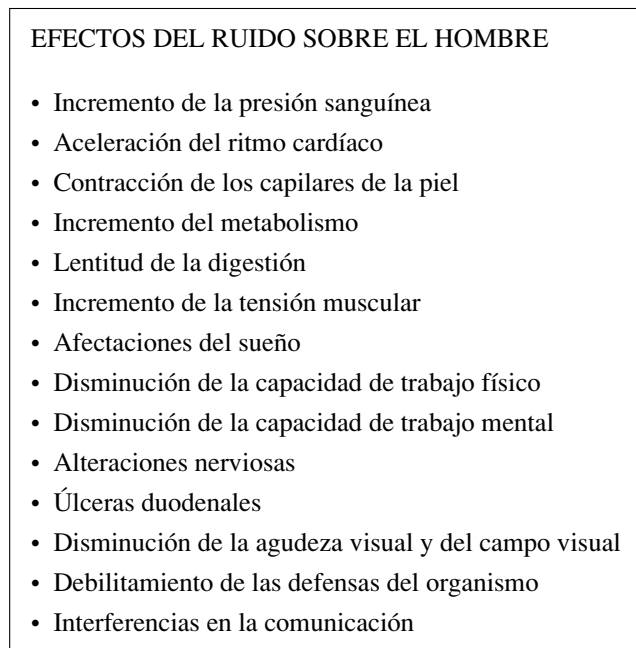 EFECTOS DEL RUIDO SOBRE EL HOMBRE
• Incremento de la presión sanguínea
• Aceleración del ritmo cardíaco
• Contracción de los capilares de la piel
• Incremento del metabolismo
• Lentitud de la digestión
• Incremento de la tensión muscular
• Afectaciones del sueño
• Disminución de la capacidad de trabajo físico
• Disminución de la capacidad de trabajo mental
• Alteraciones nerviosas
• Úlceras duodenales
• Disminución de la agudeza visual y del campo visual
• Debilitamiento de las defensas del organismo
• Interferencias en la comunicación